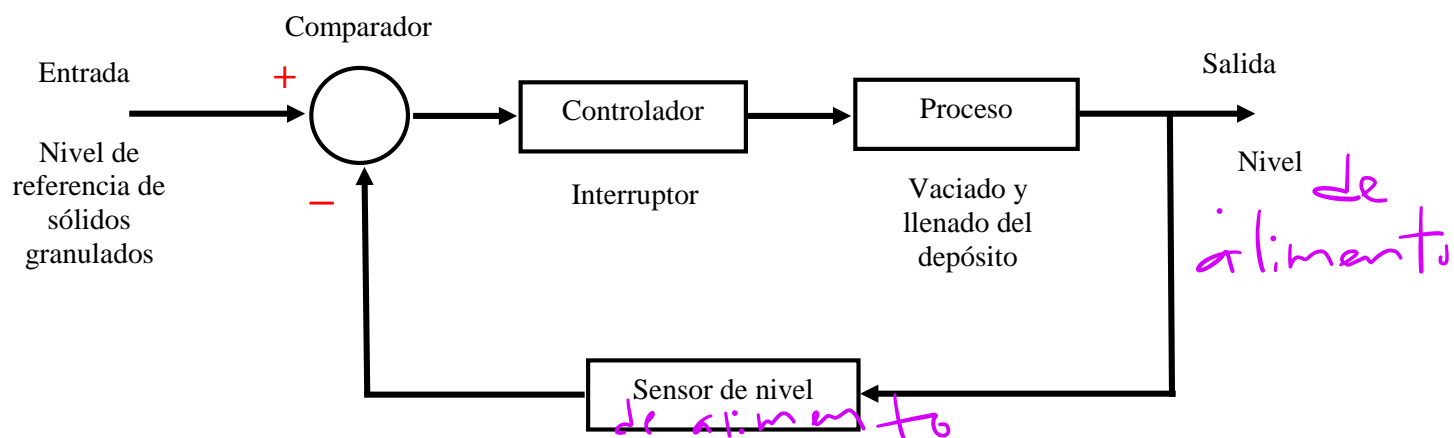 Comparador
Entrada
+
Salida
Controlador
Proceso
Nivel de
referencia de
sólidos
granulados
−
Interruptor
Vaciado y
llenado del
depósito
Nivel de
alimento
Sensor de nivel
de alimento